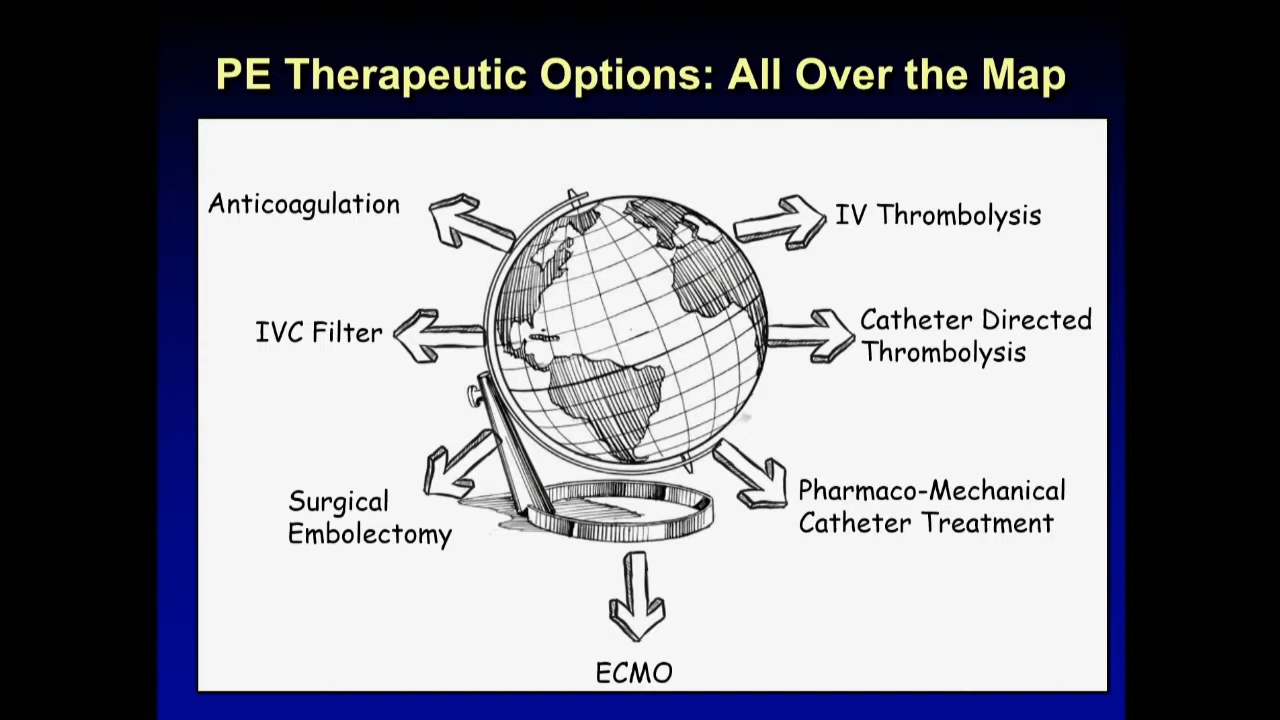 PE Therapeutic Options: All Over the Map
Anticoagulation
IV Thrombolysis
IVC Filter
Catheter Directed
Thrombolysis
Surgical
Embolectomy
Pharmaco-Mechanical
Catheter Treatment
ECMO